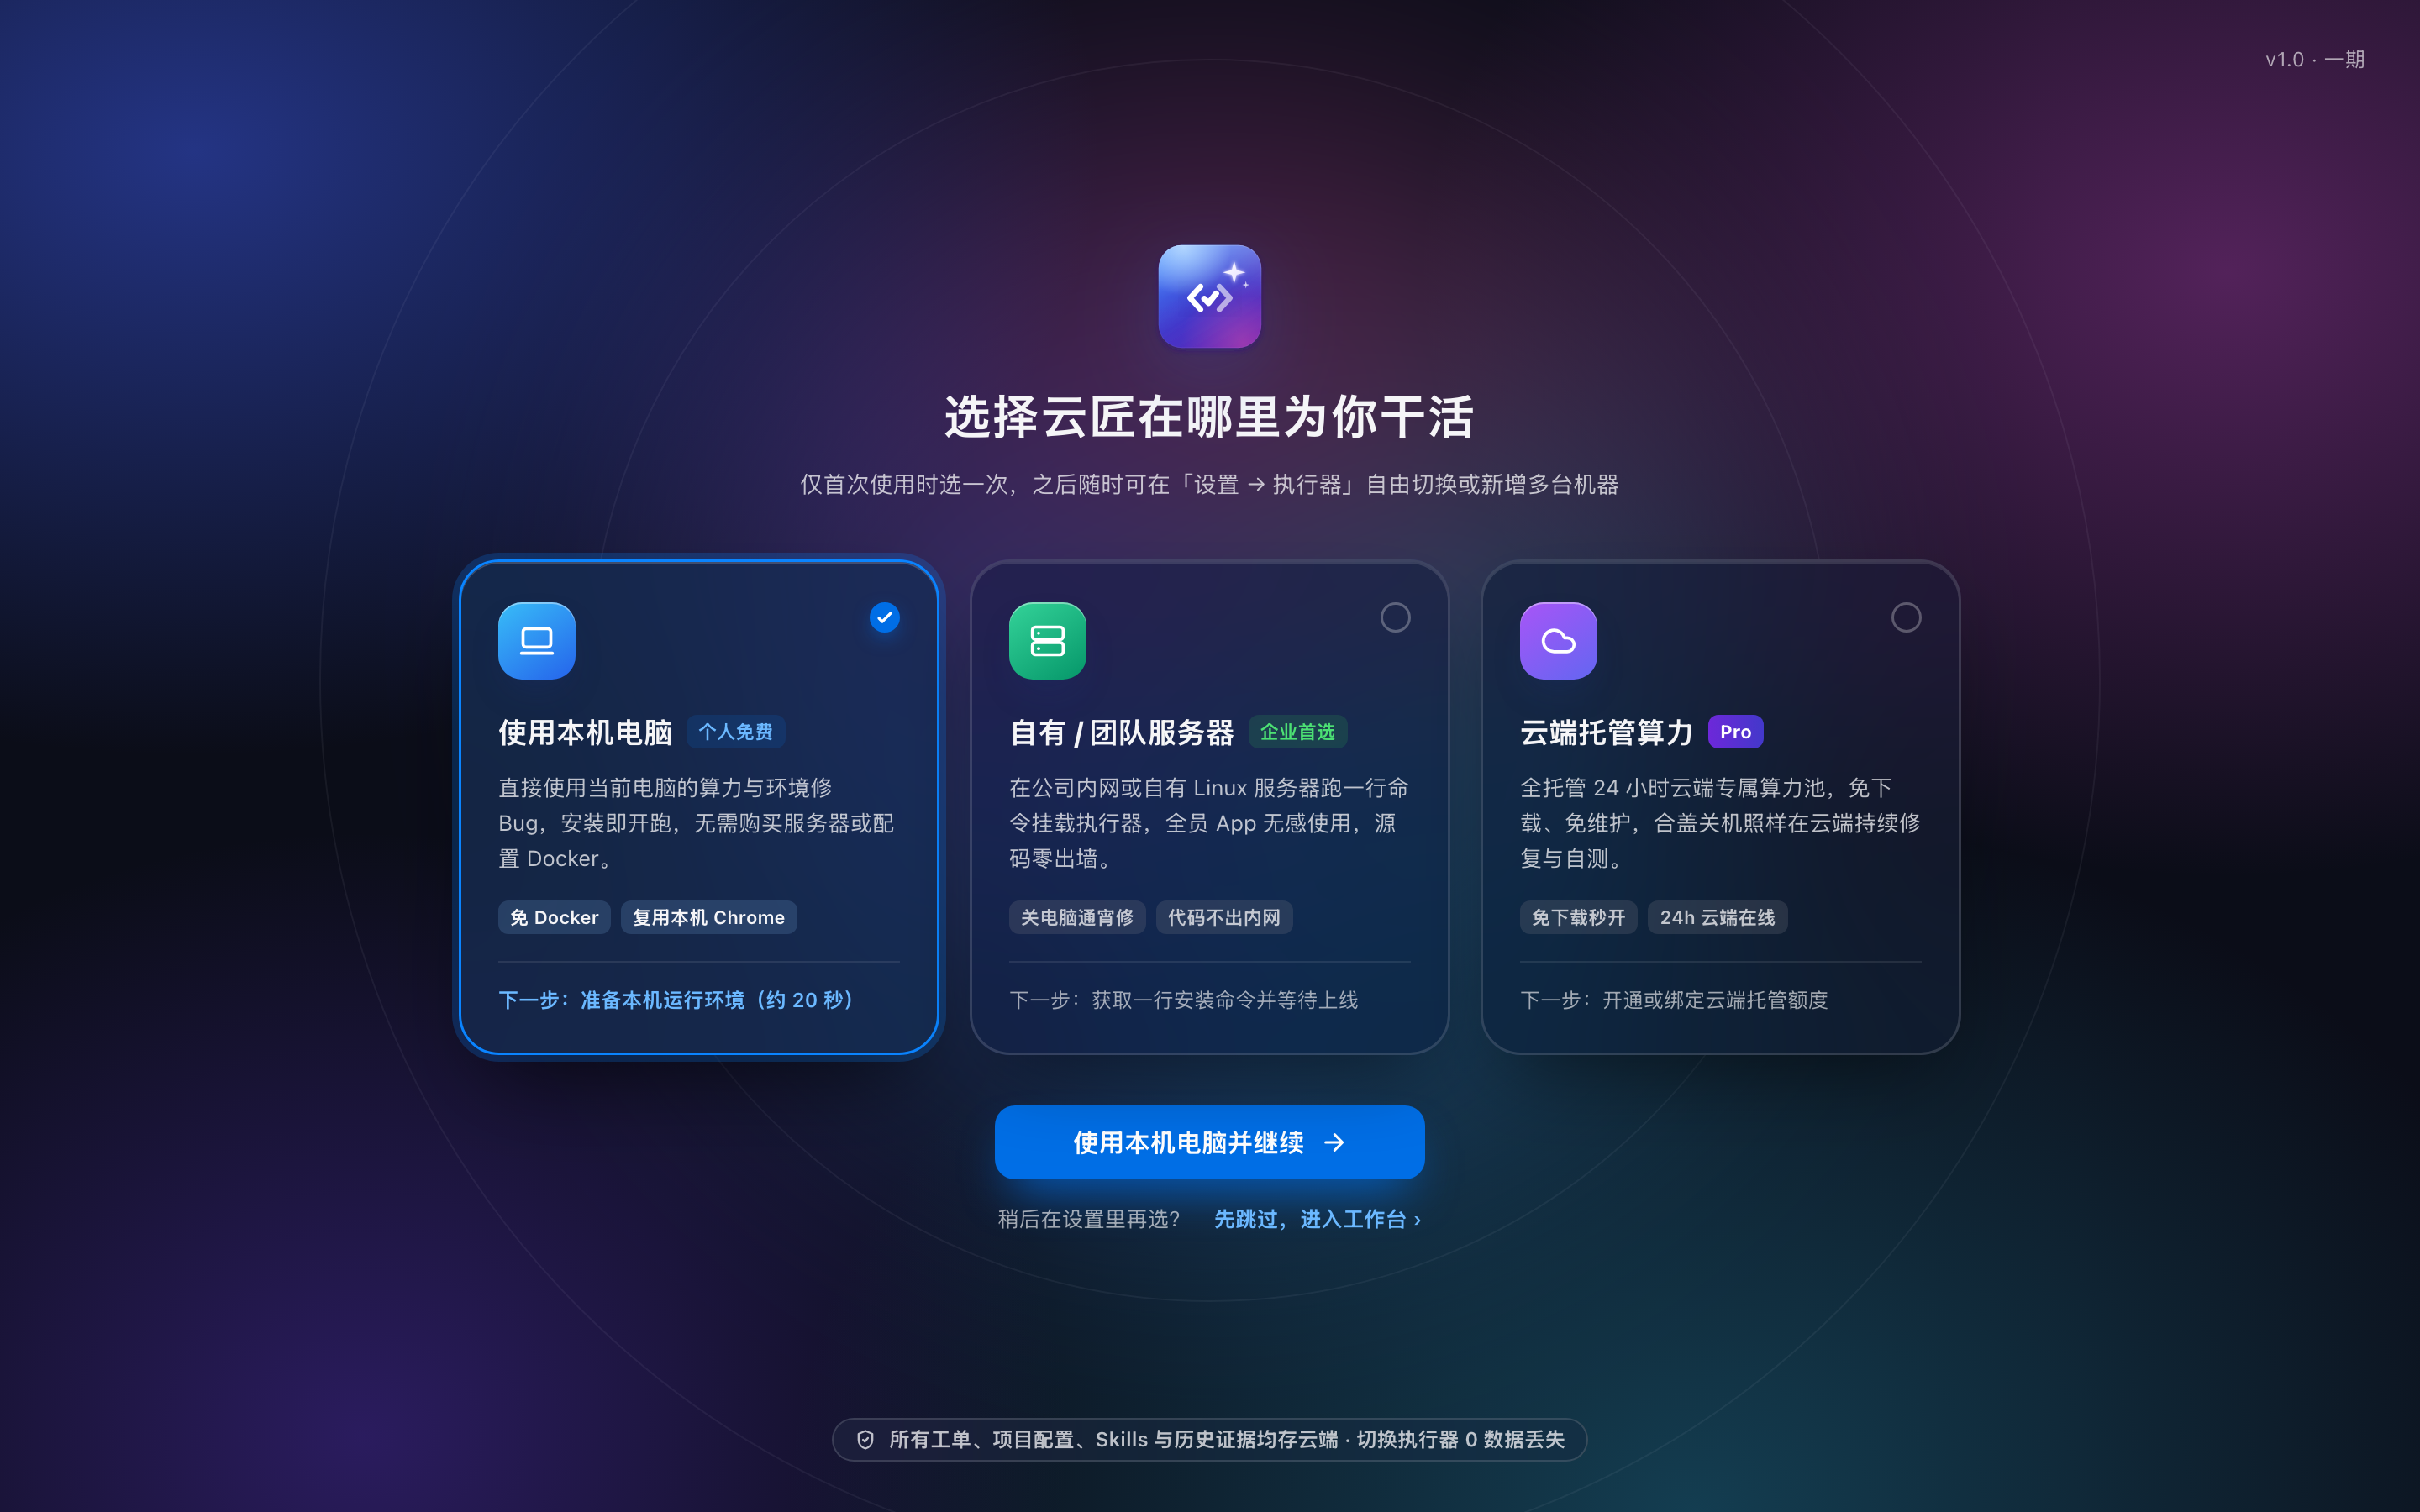 v1.0 · 一期
选择云匠在哪里为你干活
仅首次使用时选一次，之后随时可在「设置 → 执行器」自由切换或新增多台机器
使用本机电脑 个人免费
直接使用当前电脑的算力与环境修
Bug，安装即开跑，无需购买服务器或配
置 Docker。
免 Docker 复用本机 Chrome
下一步：准备本机运行环境（约 20 秒）
自有 / 团队服务器 企业首选
在公司内网或自有 Linux 服务器跑一行命
令挂载执行器，全员 App 无感使用，源
码零出墙。
关电脑通宵修 代码不出内网
下一步：获取一行安装命令并等待上线
云端托管算力 Pro
全托管 24 小时云端专属算力池，免下
载、免维护，合盖关机照样在云端持续修
复与自测。
免下载秒开 24h 云端在线
下一步：开通或绑定云端托管额度
使用本机电脑并继续 →
稍后在设置里再选？ 先跳过，进入工作台 ›
所有工单、项目配置、Skills 与历史证据均存云端 · 切换执行器 0 数据丢失